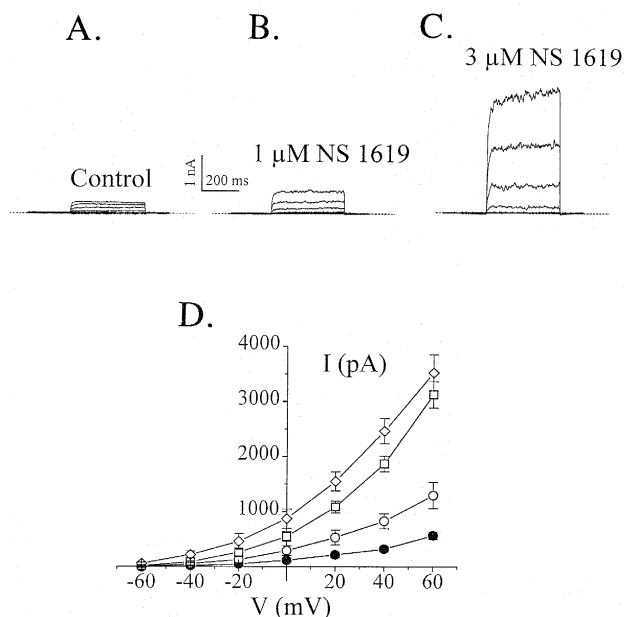 A.
B.
C.
3 µM NS 1619
1 µM NS 1619
Control
1 nA
200 ms
D.
4000
I (pA)
3000
2000
1000
-60 -40 -20 20 40 60
V (mV)